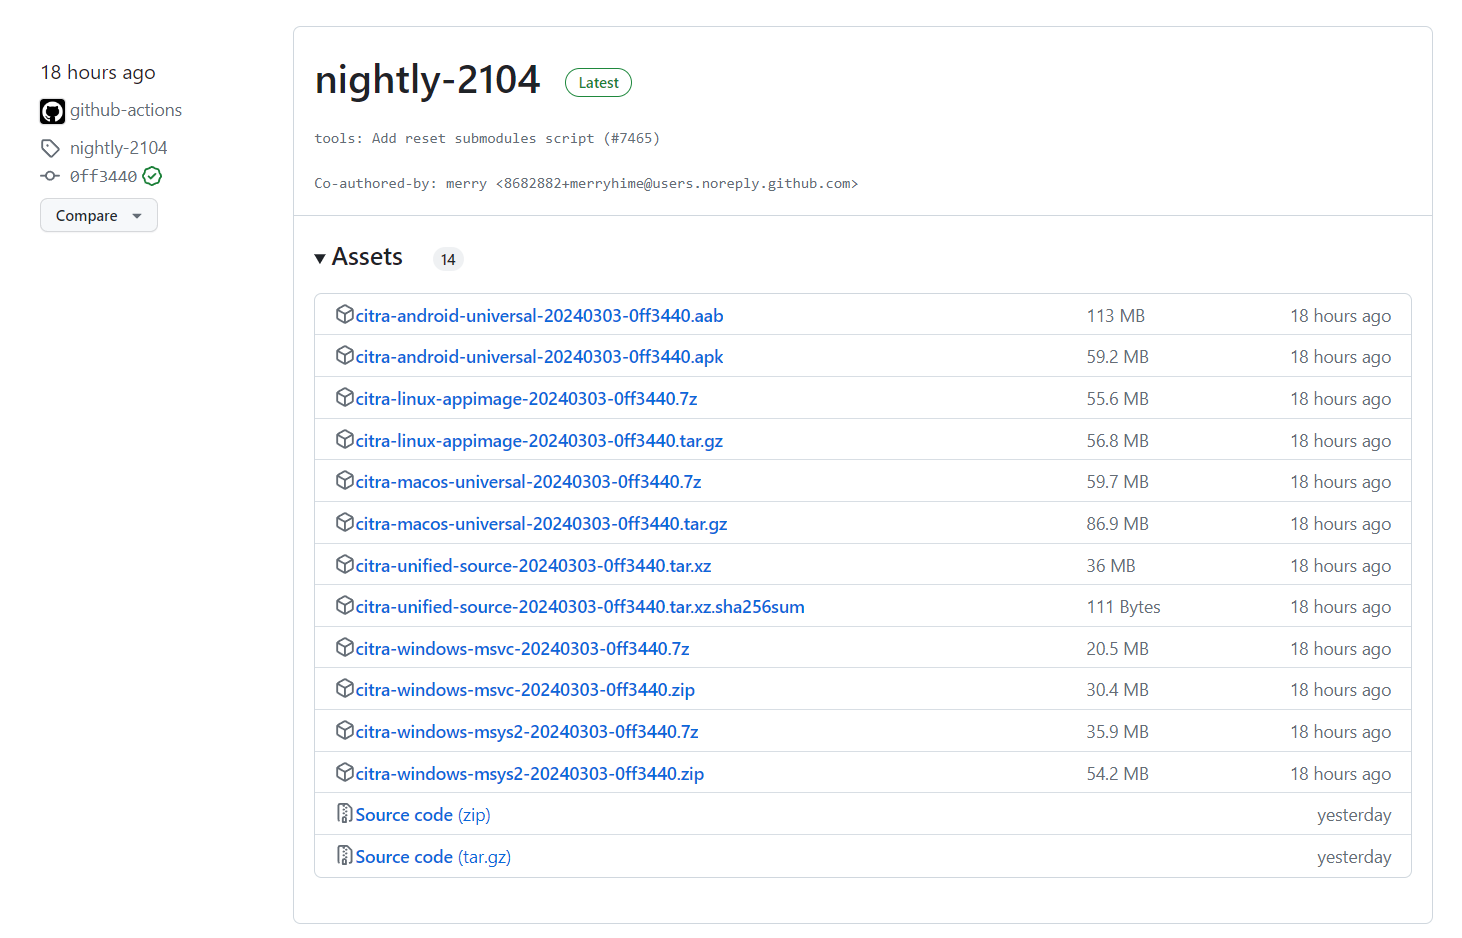 18 hours ago
github-actions
nightly-2104
0ff3440
Compare
nightly-2104 Latest
tools: Add reset submodules script (#7465)
Co-authored-by: merry <8682882+merryhime@users.noreply.github.com>
Assets 14
citra-android-universal-20240303-0ff3440.aab 113 MB 18 hours ago
citra-android-universal-20240303-0ff3440.apk 59.2 MB 18 hours ago
citra-linux-appimage-20240303-0ff3440.7z 55.6 MB 18 hours ago
citra-linux-appimage-20240303-0ff3440.tar.gz 56.8 MB 18 hours ago
citra-macos-universal-20240303-0ff3440.7z 59.7 MB 18 hours ago
citra-macos-universal-20240303-0ff3440.tar.gz 86.9 MB 18 hours ago
citra-unified-source-20240303-0ff3440.tar.xz 36 MB 18 hours ago
citra-unified-source-20240303-0ff3440.tar.xz.sha256sum 111 Bytes 18 hours ago
citra-windows-msvc-20240303-0ff3440.7z 20.5 MB 18 hours ago
citra-windows-msvc-20240303-0ff3440.zip 30.4 MB 18 hours ago
citra-windows-msys2-20240303-0ff3440.7z 35.9 MB 18 hours ago
citra-windows-msys2-20240303-0ff3440.zip 54.2 MB 18 hours ago
Source code (zip) yesterday
Source code (tar.gz) yesterday